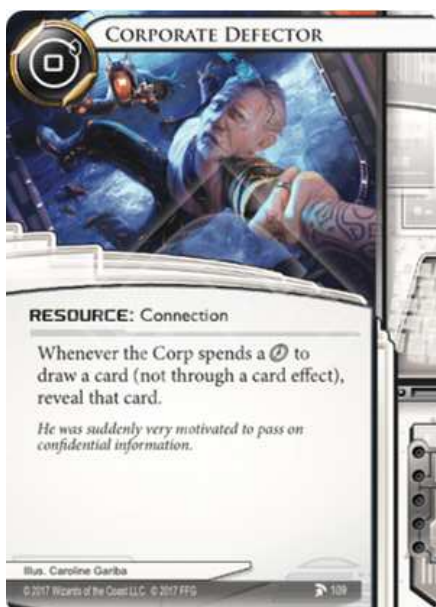 0
CORPORATE DEFECTOR
RESOURCE: Connection
Whenever the Corp spends a to
draw a card (not through a card effect),
reveal that card.
He was suddenly very motivated to pass on
confidential information.
Illus. Caroline Gariba
© 2017 Wizards of the Coast LLC. © 2017 FFG
109